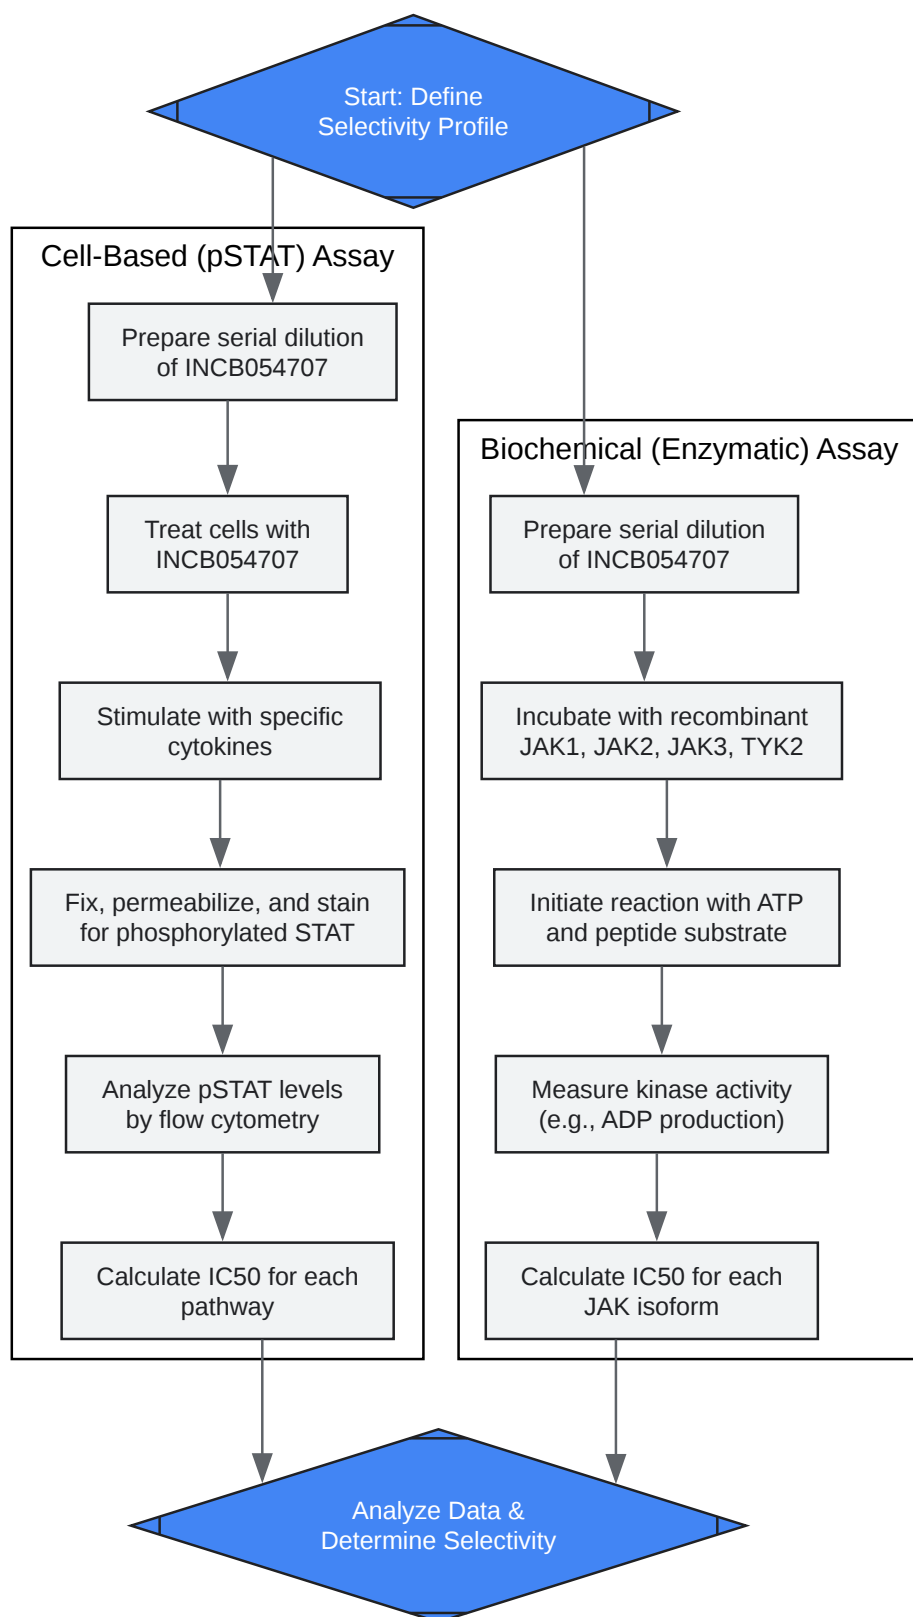 Start: Define
Selectivity Profile
Cell-Based (pSTAT) Assay
Prepare serial dilution
of INCB054707
Treat cells with
INCB054707
Stimulate with specific
cytokines
Fix, permeabilize, and stain
for phosphorylated STAT
Analyze pSTAT levels
by flow cytometry
Calculate IC50 for each
pathway
Biochemical (Enzymatic) Assay
Prepare serial dilution
of INCB054707
Incubate with recombinant
JAK1, JAK2, JAK3, TYK2
Initiate reaction with ATP
and peptide substrate
Measure kinase activity
(e.g., ADP production)
Calculate IC50 for each
JAK isoform
Analyze Data &
Determine Selectivity